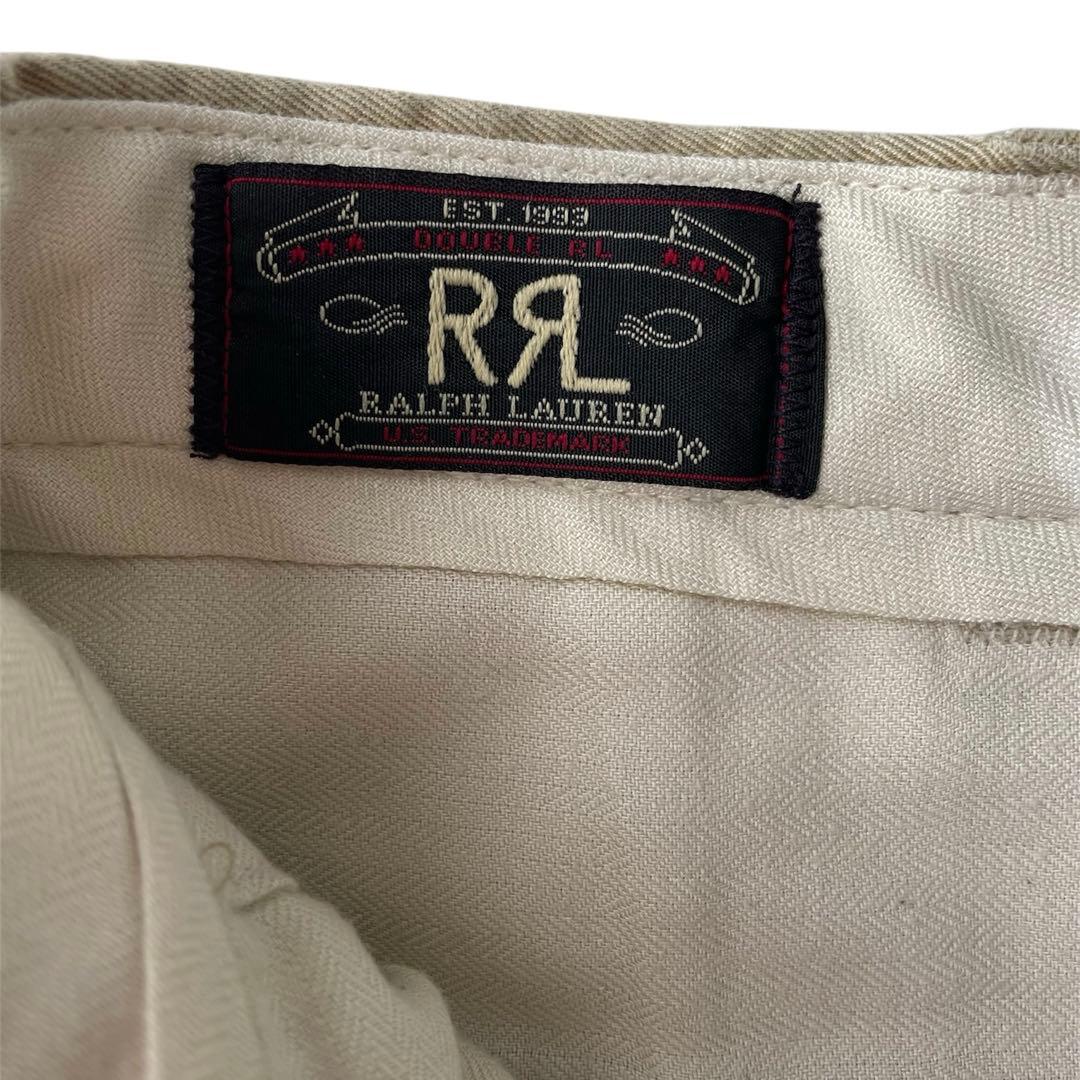 EST. 1993
DOUBLE RL
RRL
RALPH LAUREN
U.S. TRADEMARK